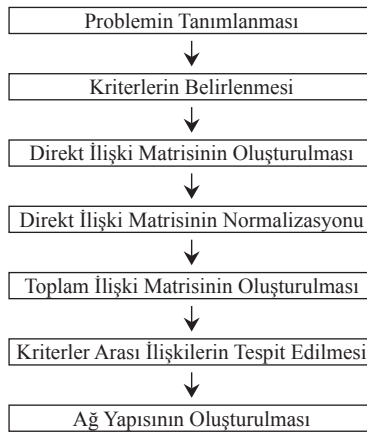 Problemin Tanımlanması
Kriterlerin Belirlenmesi
Direkt İlişki Matrisinin Oluşturulması
Direkt İlişki Matrisinin Normalizasyonu
Toplam İlişki Matrisinin Oluşturulması
Kriterler Arası İlişkilerin Tespit Edilmesi
Ağ Yapısının Oluşturulması